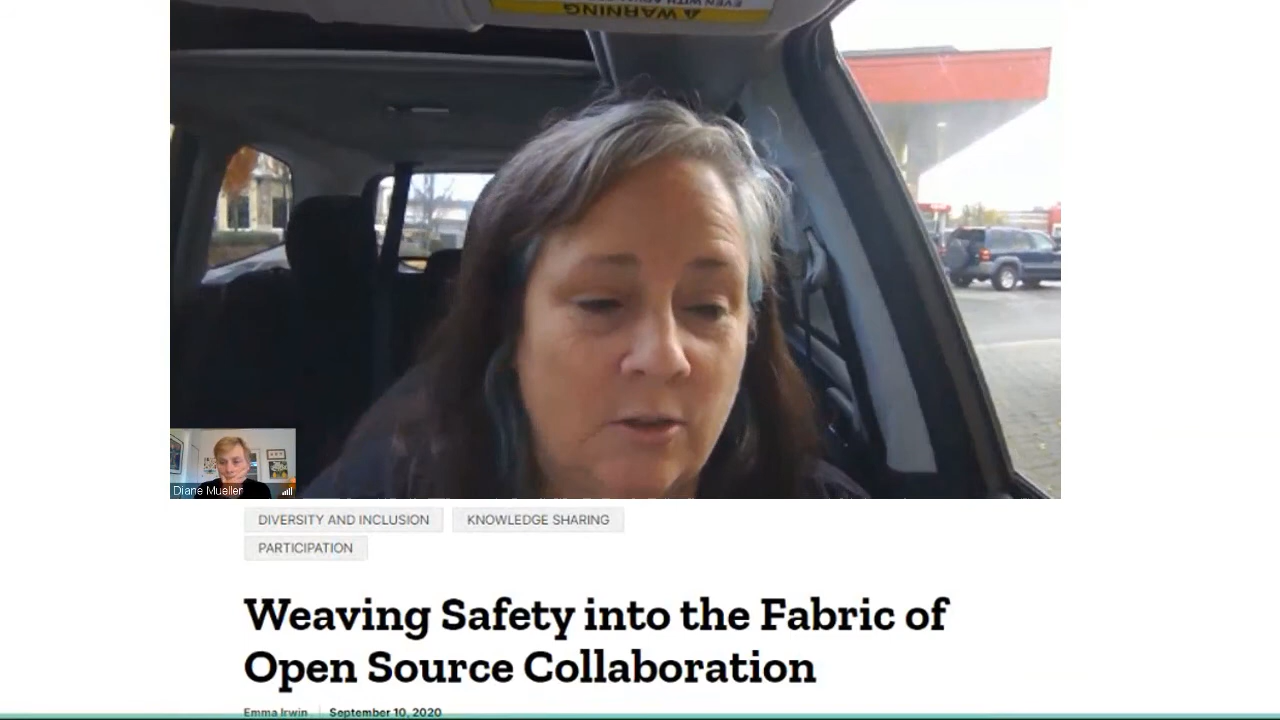 WARNING
Diane Mueller
DIVERSITY AND INCLUSION
KNOWLEDGE SHARING
PARTICIPATION
Weaving Safety into the Fabric of
Open Source Collaboration
Emma Irwin
September 10, 2020